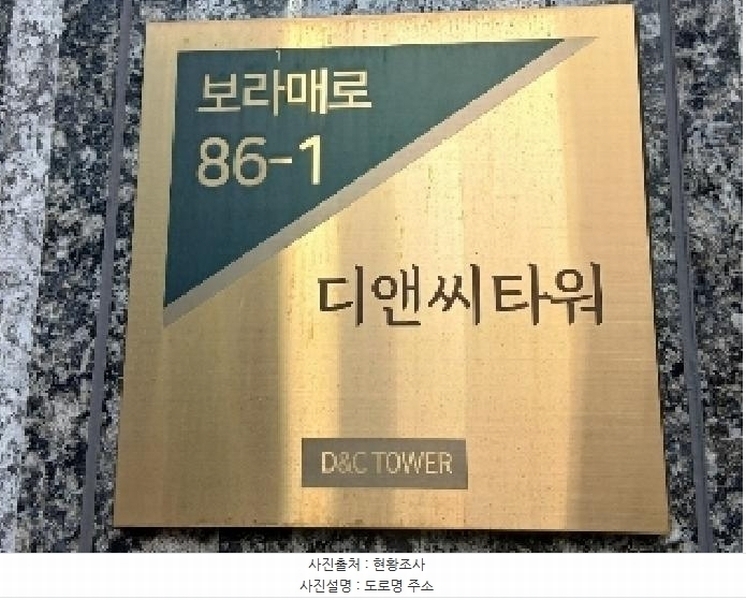 보라매로
86-1
디앤씨타워
D&C TOWER
사진출처 : 현황조사
사진설명 : 도로명 주소